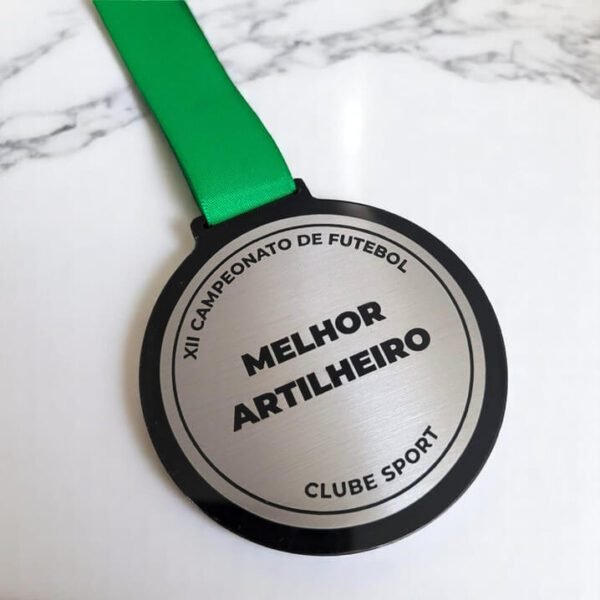 XII CAMPEONATO DE FUTEBOL
MELHOR
ARTILHEIRO
CLUBE SPORT